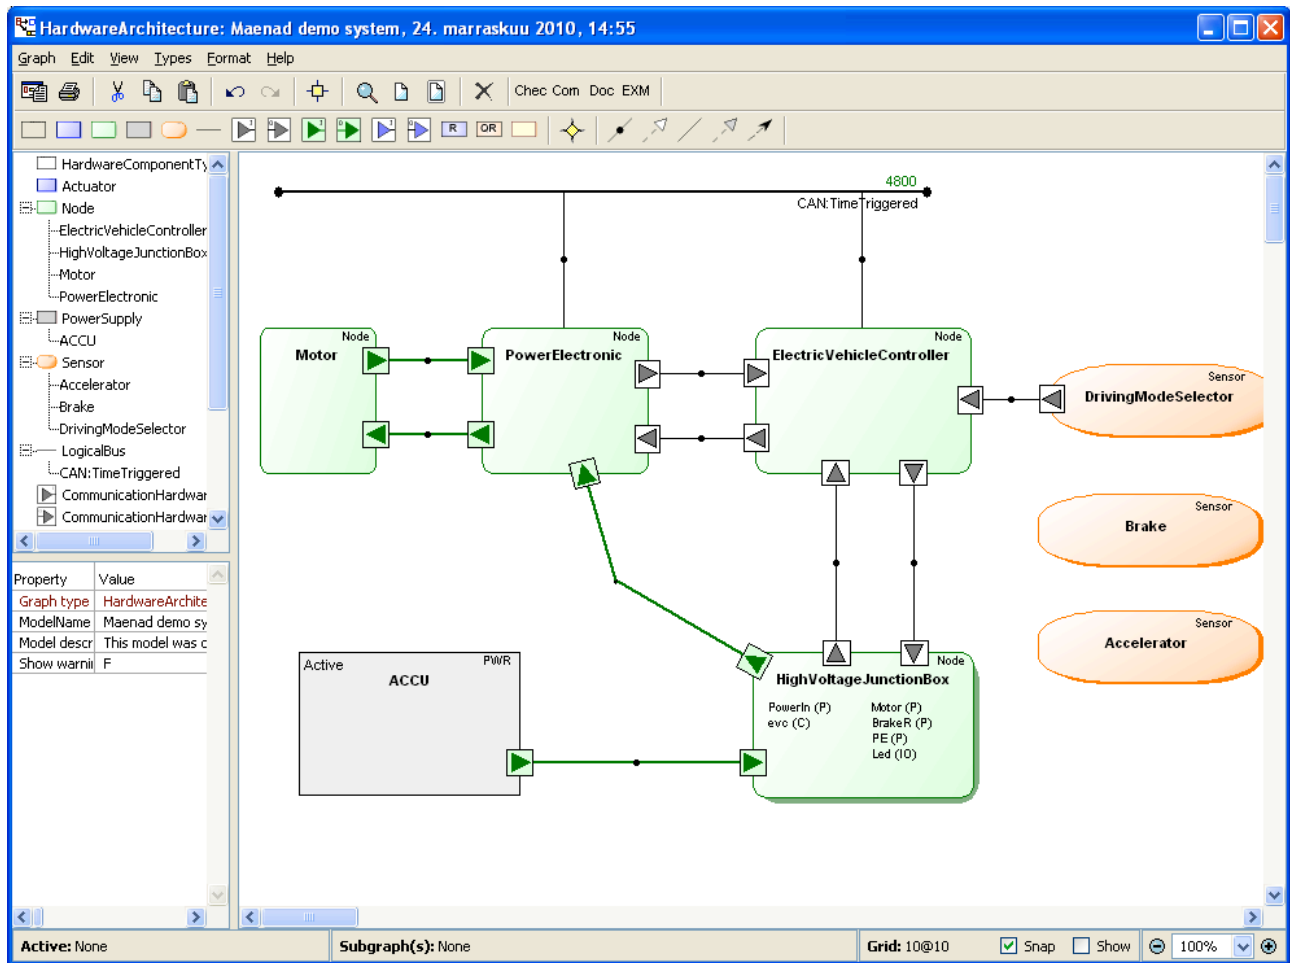 HardwareArchitecture: Maenad demo system, 24. marraskuu 2010, 14:55
Graph Edit View Types Format Help
Chec Com Doc EXM
R OR
HardwareComponentTy
Actuator
Node
ElectricVehicleController
HighVoltageJunctionBox
Motor
PowerElectronic
PowerSupply
ACCU
Sensor
Accelerator
Brake
DrivingModeSelector
LogicalBus
CAN:TimeTriggered
CommunicationHardwar
CommunicationHardwar
Property Value
Graph type HardwareArchite
ModelName Maenad demo sy
Model descr This model was c
Show warnin F
4800
CAN:TimeTriggered
Node
Motor
Node
PowerElectronic
Node
ElectricVehicleController
Sensor
DrivingModeSelector
Sensor
Brake
Sensor
Accelerator
Active PWR
ACCU
Node
HighVoltageJunctionBox
PowerIn (P) Motor (P)
evc (C) BrakeR (P)
PE (P)
Led (IO)
Active: None Subgraph(s): None Grid: 10@10 Snap Show 100%